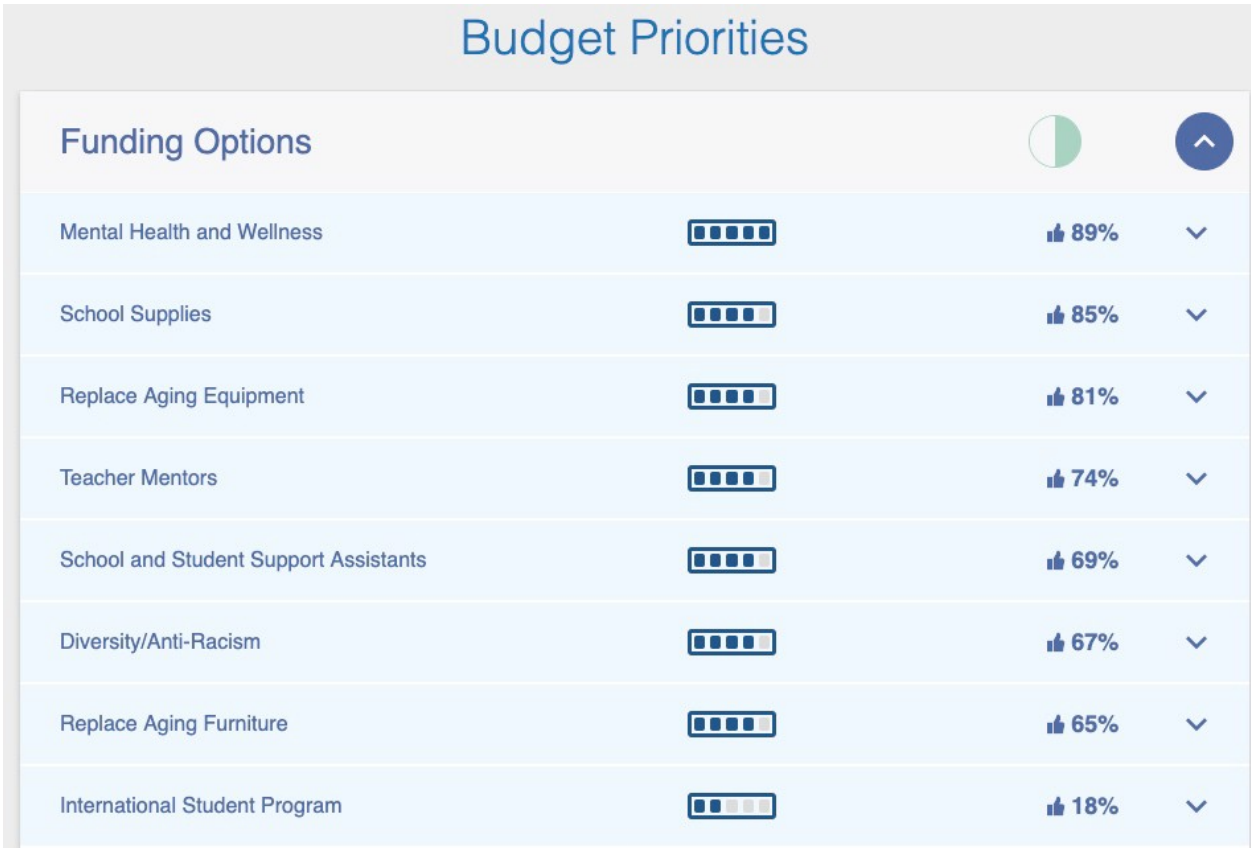 Budget Priorities
Funding Options
Mental Health and Wellness 89%
School Supplies 85%
Replace Aging Equipment 81%
Teacher Mentors 74%
School and Student Support Assistants 69%
Diversity/Anti-Racism 67%
Replace Aging Furniture 65%
International Student Program 18%